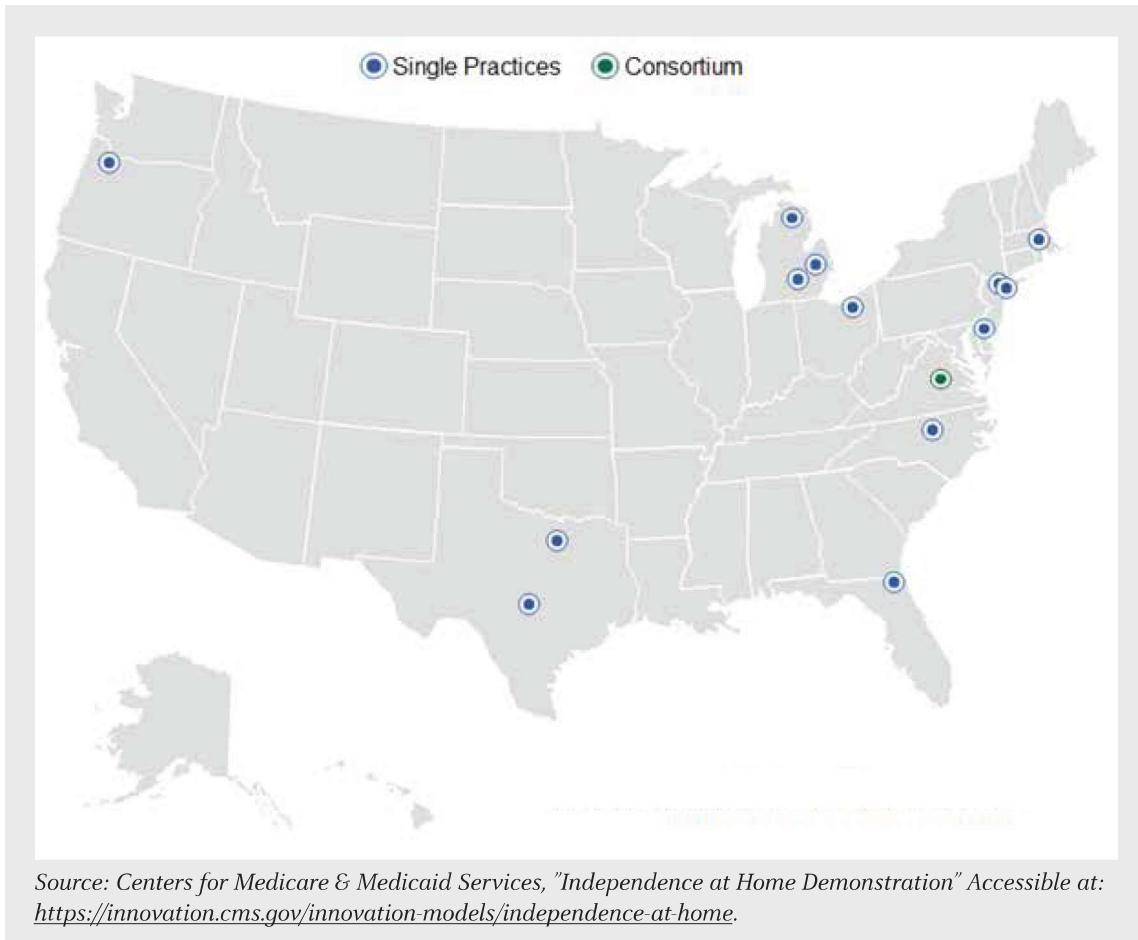 Single Practices Consortium
Source: Centers for Medicare & Medicaid Services, "Independence at Home Demonstration" Accessible at:
https://innovation.cms.gov/innovation-models/independence-at-home.